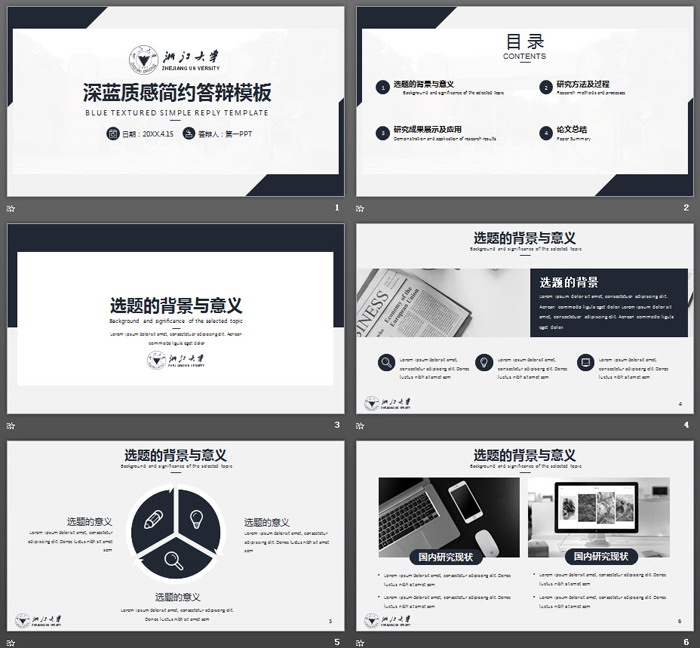 浙江大学
ZHEJIANG UN VERSITY
深蓝质感简约答辩模板
BLUE TEXTURED SIMPLE REPLY TEMPLATE
日期：20XX.4.15
答辩人：第一PPT
1
目 录
CONTENTS
1
选题的背景与意义
Background and significance of the selected topic
2
研究方法及过程
Research methods and processes
3
研究成果展示及应用
Demonstration and application of research results
4
论文总结
Paper Summary
2
选题的背景与意义
Background and significance of the selected topic
Lorem ipsum dolor sit amet, consectetuer adipiscing elit. Aenean
commodo ligula eget dolor
浙江大学
3
选题的背景与意义
Background and significance of the selected topic
INESS
Economy of the
European Union
选题的背景
Lorem ipsum dolor sit amet, consectetuer adipiscing elit.
Aenean commodo ligula eget dolor. Lorem ipsum dolor sit
amet, consectetuer adipiscing elit. Aenean commodo ligula
eget dolor
Lorem ipsum dolor sit amet,
consectetur adipiscing elit. Donec
luctus nibh sit amet sem
Lorem ipsum dolor sit amet,
consectetur adipiscing elit. Donec
luctus nibh sit amet sem
Lorem ipsum dolor sit amet,
consectetur adipiscing elit. Donec
luctus nibh sit amet sem
浙江大学
4
4
选题的背景与意义
Background and significance of the selected topic
选题的意义
Lorem ipsum dolor sit amet, consectetur
adipiscing elit. Donec luctus nibh sit amet
sem
选题的意义
Lorem ipsum dolor sit amet, consectetur
adipiscing elit. Donec luctus nibh sit amet
sem
选题的意义
Lorem ipsum dolor sit amet, consectetur adipiscing elit.
Donec luctus nibh sit amet sem
浙江大学
5
5
选题的背景与意义
Background and significance of the selected topic
国内研究现状
Lorem ipsum dolor sit amet, consectetur adipiscing elit. Donec
luctus nibh sit amet sem
Lorem ipsum dolor sit amet, consectetur adipiscing elit. Donec
luctus nibh sit amet sem
国内研究现状
Lorem ipsum dolor sit amet, consectetur adipiscing elit. Donec
luctus nibh sit amet sem
Lorem ipsum dolor sit amet, consectetur adipiscing elit. Donec
luctus nibh sit amet sem
浙江大学
6
6